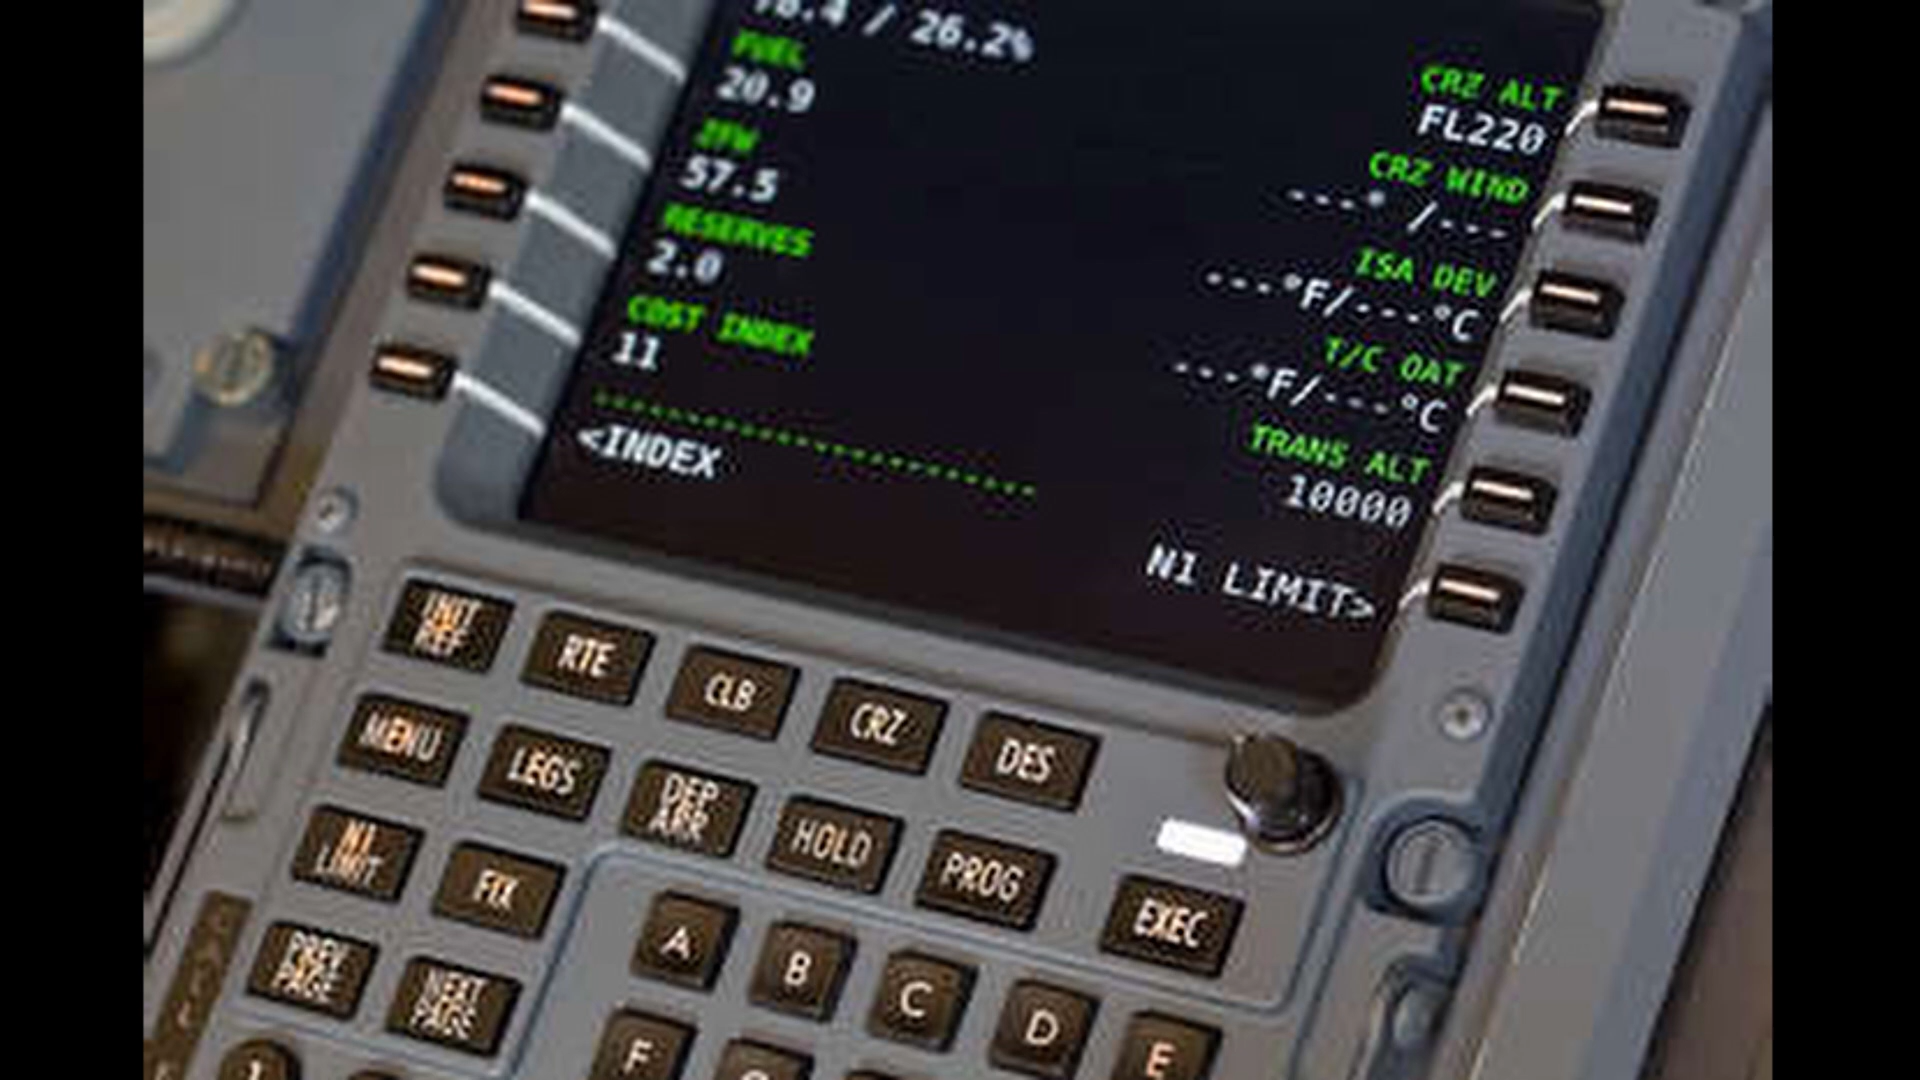 78.4 / 26.2%
FUEL
20.9
CRZ ALT
FL220
ZFW
57.5
CRZ WIND
---° /---
RESERVES
2.0
ISA DEV
---°F/---°C
COST INDEX
11
T/C OAT
---°F/---°C
TRANS ALT
10000
<INDEX
N1 LIMIT>
INIT
REF
RTE
CLB
CRZ
DES
MENU
LEGS
DEP
ARR
HOLD
PROG
EXEC
N1
LIMIT
FIX
PREV
PAGE
NEXT
PAGE
A
B
C
D
E
F